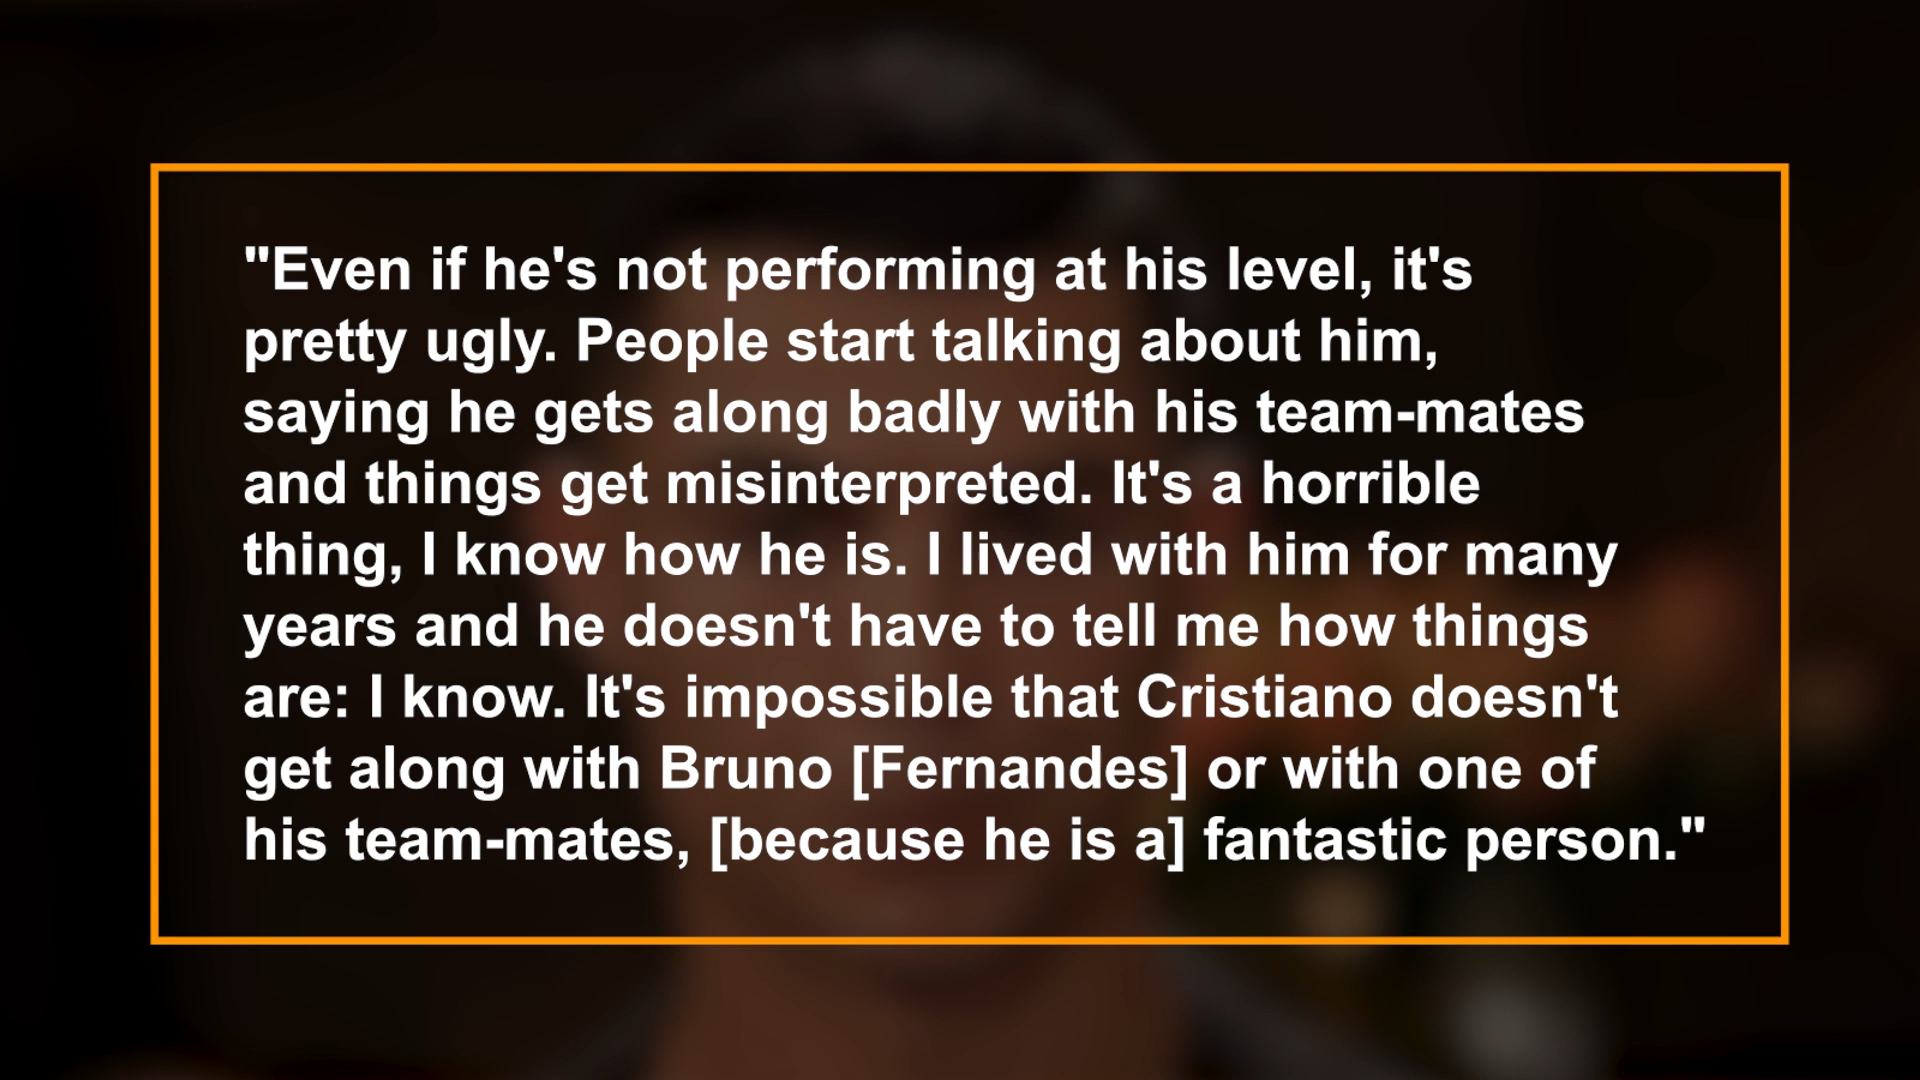 "Even if he's not performing at his level, it's
pretty ugly. People start talking about him,
saying he gets along badly with his team-mates
and things get misinterpreted. It's a horrible
thing, I know how he is. I lived with him for many
years and he doesn't have to tell me how things
are: I know. It's impossible that Cristiano doesn't
get along with Bruno [Fernandes] or with one of
his team-mates, [because he is a] fantastic person."